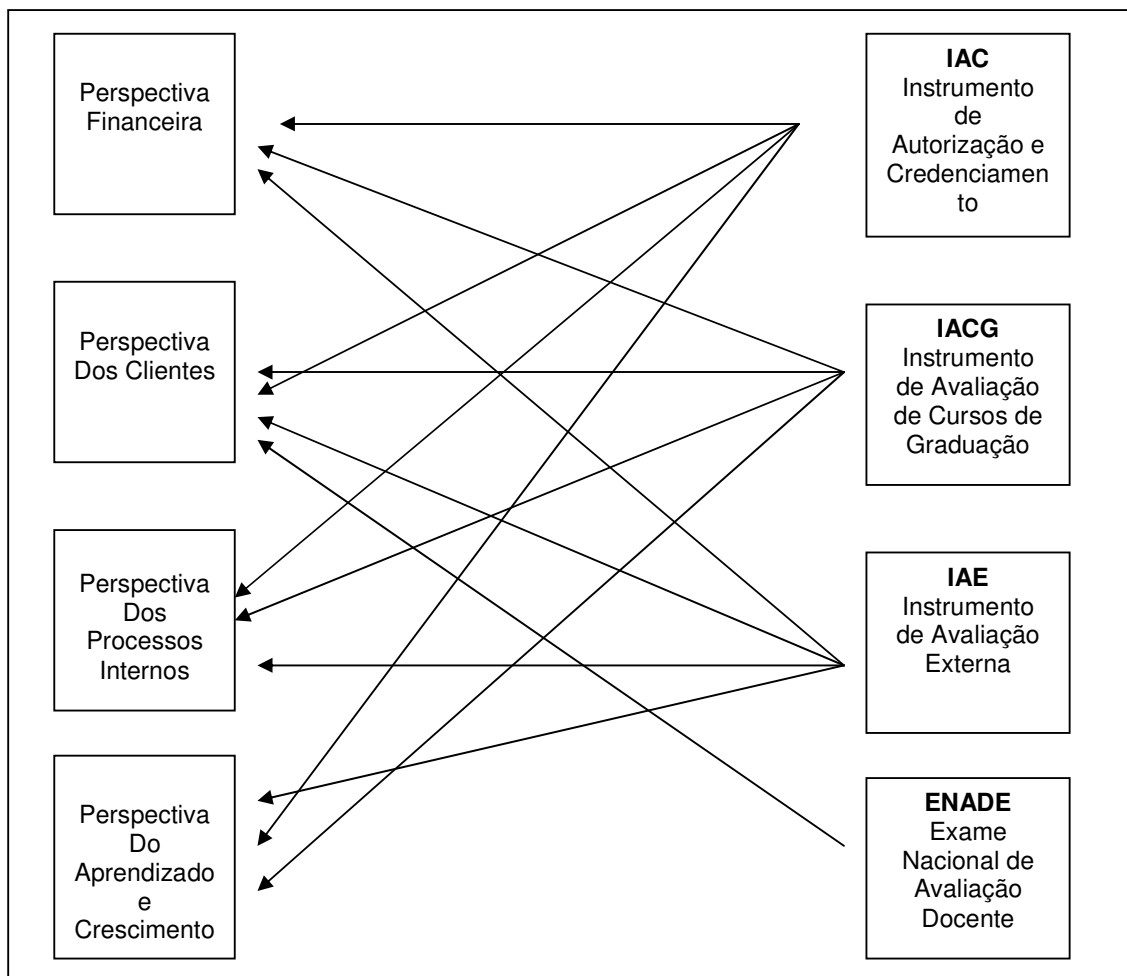 Perspectiva
Financeira
Perspectiva
Dos Clientes
Perspectiva
Dos
Processos
Internos
Perspectiva
Do
Aprendizado
e
Crescimento
IAC
Instrumento
de
Autorização e
Credenciamen
to
IACG
Instrumento
de Avaliação
de Cursos de
Graduação
IAE
Instrumento
de Avaliação
Externa
ENADE
Exame
Nacional de
Avaliação
Docente